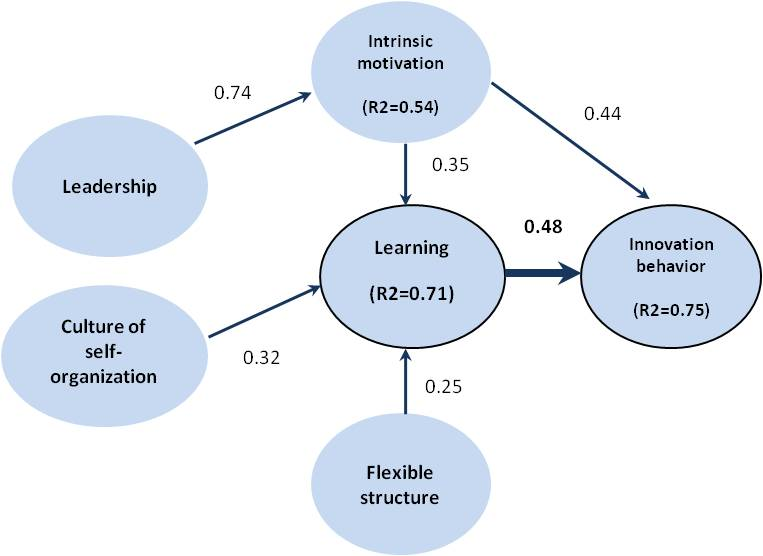 Intrinsic
motivation
(R2=0.54)
0.74
0.44
Leadership
0.35
Learning
(R2=0.71)
0.48
Innovation
behavior
(R2=0.75)
Culture of
self-
organization
0.32
0.25
Flexible
structure